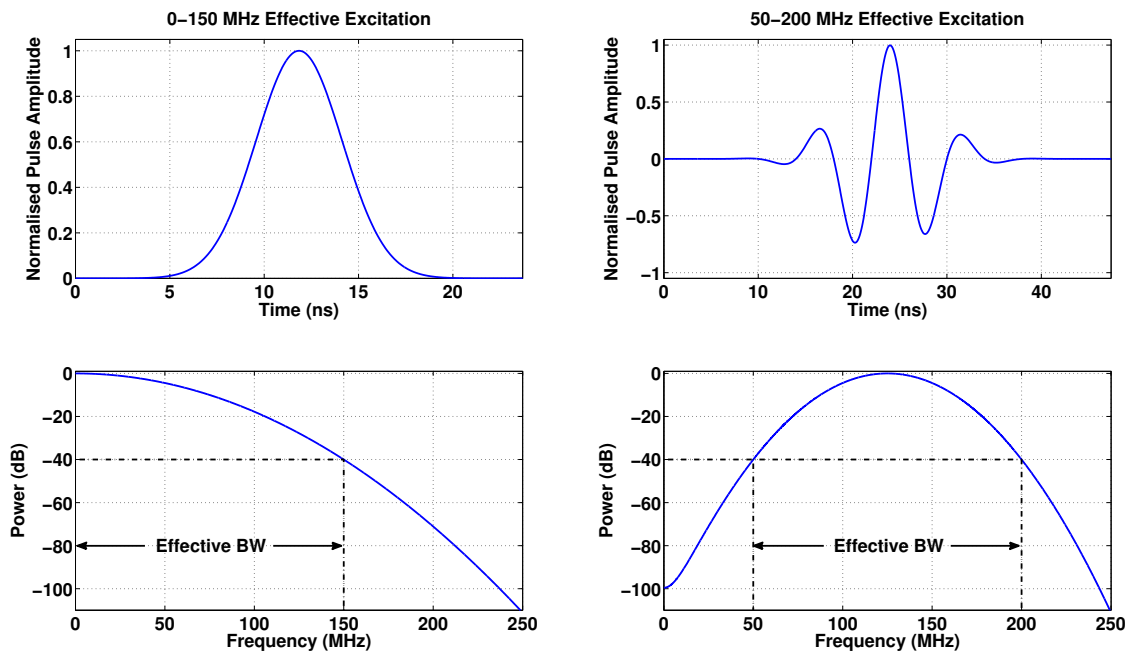 0−150 MHz Effective Excitation
Normalised Pulse Amplitude
1
0.8
0.6
0.4
0.2
0
0 5 10 15 20
Time (ns)
50−200 MHz Effective Excitation
Normalised Pulse Amplitude
1
0.5
0
−0.5
−1
0 10 20 30 40
Time (ns)
Power (dB)
0
−20
−40
−60
−80
−100
Effective BW
0 50 100 150 200 250
Frequency (MHz)
Power (dB)
0
−20
−40
−60
−80
−100
Effective BW
0 50 100 150 200 250
Frequency (MHz)